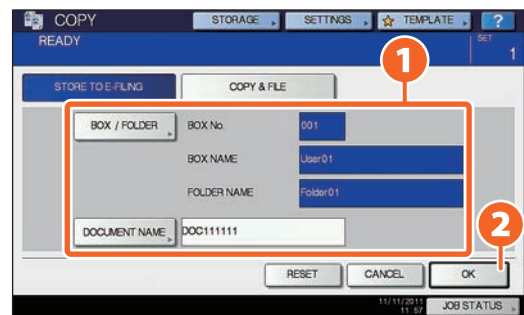 COPY STORAGE SETTINGS TEMPLATE ?
READY SET
1
1
STORE TO E-FILING COPY & FILE
BOX / FOLDER BOX No. 001
BOX NAME User01
FOLDER NAME Folder01
DOCUMENT NAME DOC111111
2
RESET CANCEL OK
11/11/2011
11:57 JOB STATUS